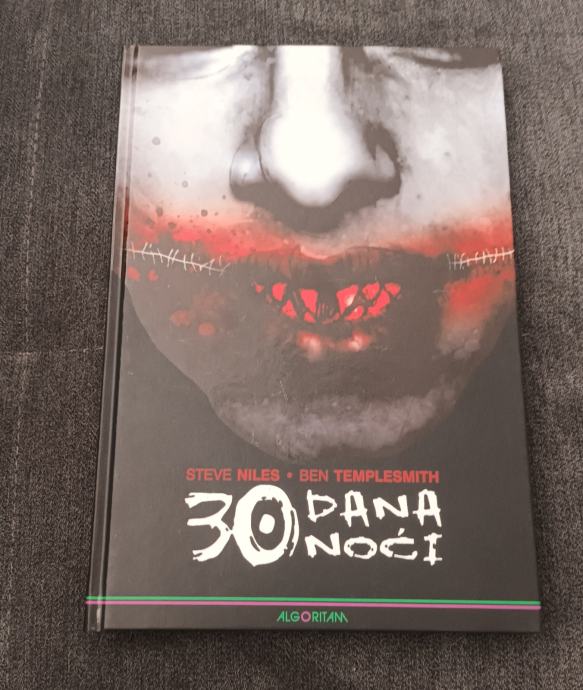 STEVE NILES • BEN TEMPLESMITH
30 DANA NOĆI
ALGORITAM